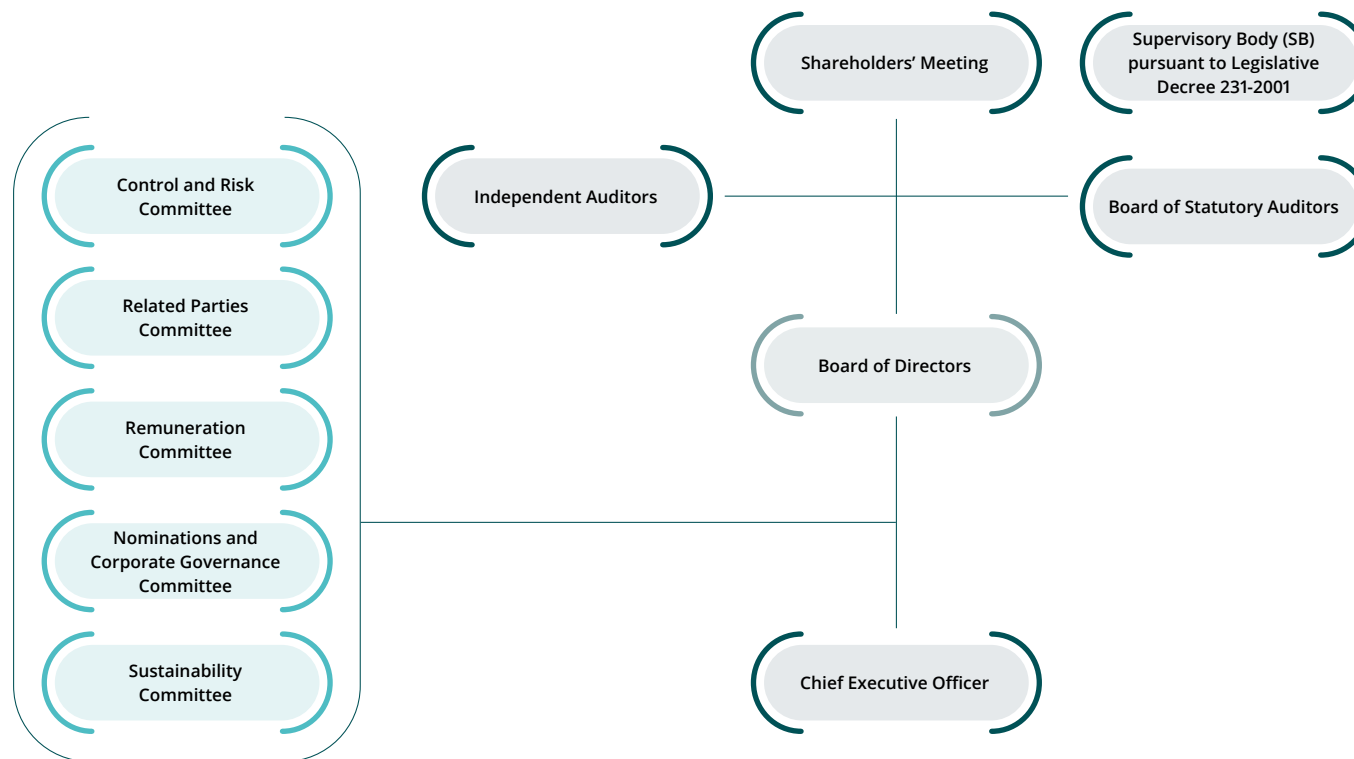 Shareholders’ Meeting
Supervisory Body (SB)
pursuant to Legislative
Decree 231-2001
Control and Risk
Committee
Independent Auditors
Board of Statutory Auditors
Related Parties
Committee
Board of Directors
Remuneration
Committee
Nominations and
Corporate Governance
Committee
Sustainability
Committee
Chief Executive Officer